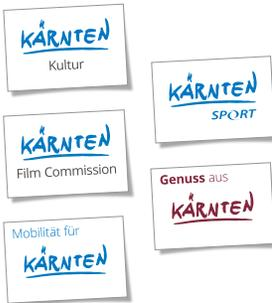 KÄRNTEN
Kultur
KÄRNTEN
Film Commission
Mobilität für
KÄRNTEN
KÄRNTEN
SPORT
Genuss aus
KÄRNTEN